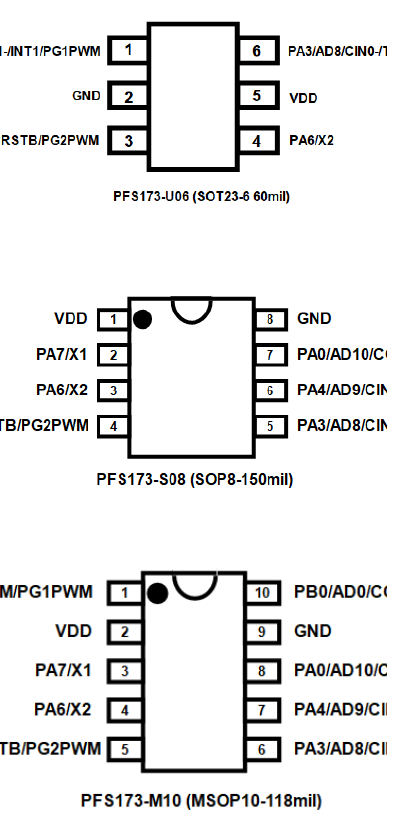 -/INT1/PG1PWM 1 6 PA3/AD8/CIN0-/T
GND 2 5 VDD
RSTB/PG2PWM 3 4 PA6/X2
PFS173-U06 (SOT23-6 60mil)
VDD 1 8 GND
PA7/X1 2 7 PA0/AD10/C
PA6/X2 3 6 PA4/AD9/CIN
TB/PG2PWM 4 5 PA3/AD8/CIN
PFS173-S08 (SOP8-150mil)
M/PG1PWM 1 10 PB0/AD0/CO
VDD 2 9 GND
PA7/X1 3 8 PA0/AD10/C
PA6/X2 4 7 PA4/AD9/CI
TB/PG2PWM 5 6 PA3/AD8/CI
PFS173-M10 (MSOP10-118mil)